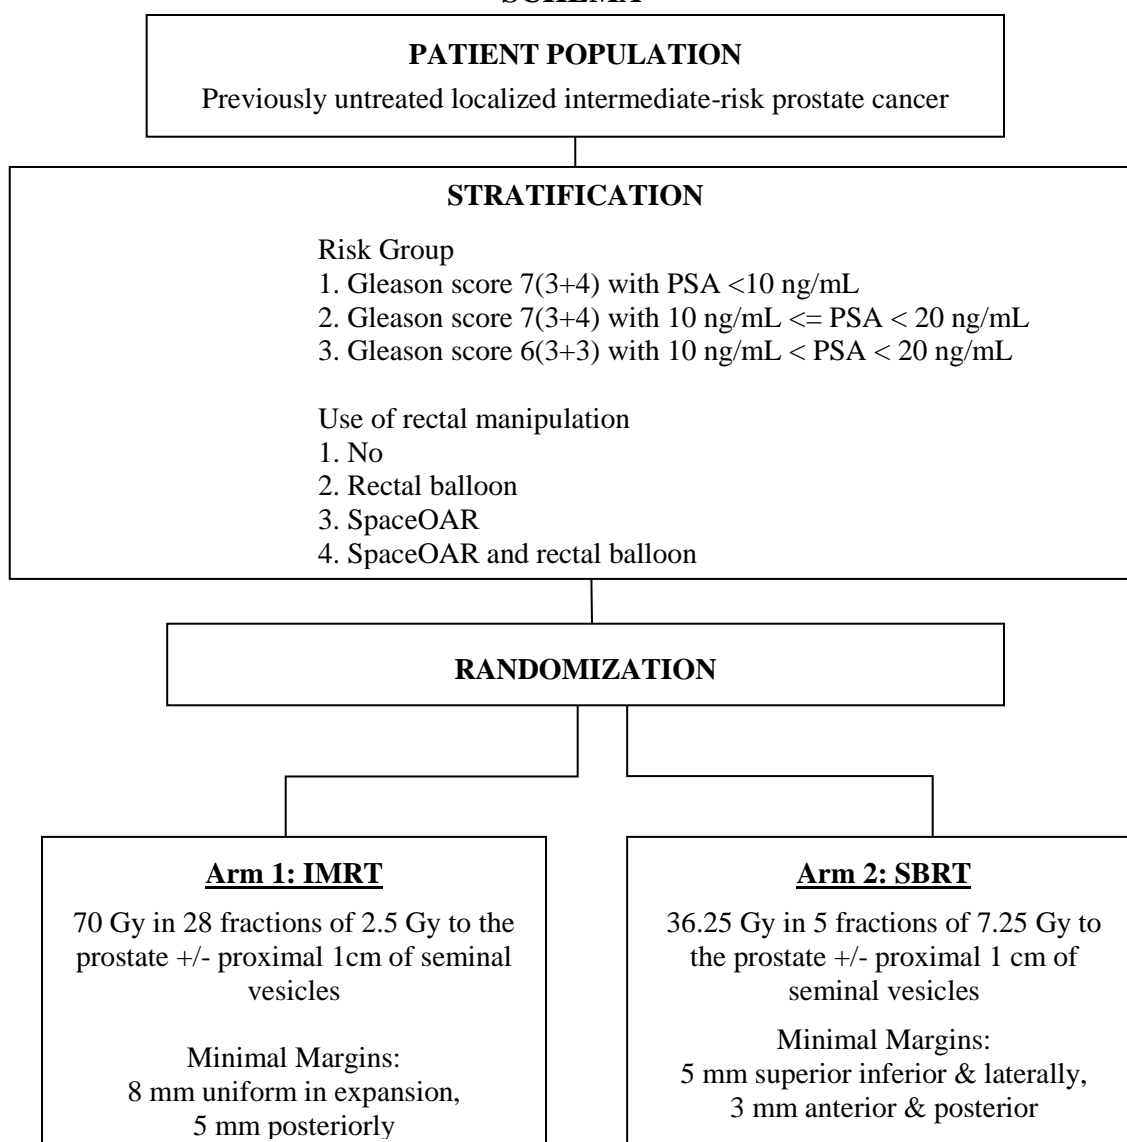 SCHEMA
PATIENT POPULATION
Previously untreated localized intermediate-risk prostate cancer
STRATIFICATION
Risk Group
1. Gleason score 7(3+4) with PSA <10 ng/mL
2. Gleason score 7(3+4) with 10 ng/mL <= PSA < 20 ng/mL
3. Gleason score 6(3+3) with 10 ng/mL < PSA < 20 ng/mL
Use of rectal manipulation
1. No
2. Rectal balloon
3. SpaceOAR
4. SpaceOAR and rectal balloon
RANDOMIZATION
Arm 1: IMRT
70 Gy in 28 fractions of 2.5 Gy to the
prostate +/- proximal 1cm of seminal
vesicles
Minimal Margins:
8 mm uniform in expansion,
5 mm posteriorly
Arm 2: SBRT
36.25 Gy in 5 fractions of 7.25 Gy to
the prostate +/- proximal 1 cm of
seminal vesicles
Minimal Margins:
5 mm superior inferior & laterally,
3 mm anterior & posterior